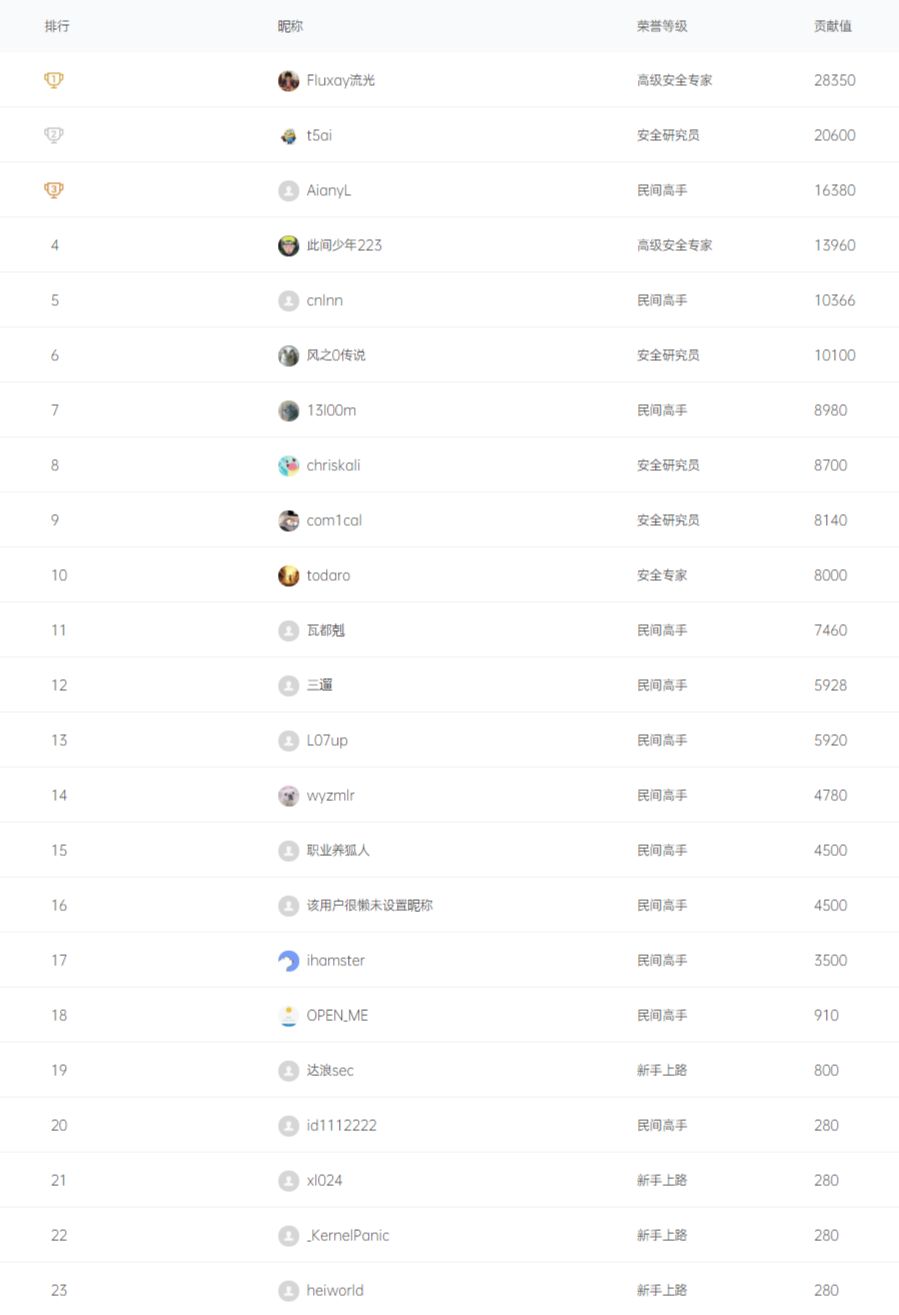 排行 昵称 荣誉等级 贡献值
1 Fluxay流光 高级安全专家 28350
2 t5ai 安全研究员 20600
3 AianyL 民间高手 16380
4 此间少年223 高级安全专家 13960
5 cnlnn 民间高手 10366
6 风之0传说 安全研究员 10100
7 13l00m 民间高手 8980
8 chriskali 安全研究员 8700
9 com1cal 安全研究员 8140
10 todaro 安全专家 8000
11 瓦都剋 民间高手 7460
12 三遛 民间高手 5928
13 L07up 民间高手 5920
14 wyzmlr 民间高手 4780
15 职业养狐人 民间高手 4500
16 该用户很懒未设置昵称 民间高手 4500
17 ihamster 民间高手 3500
18 OPEN_ME 民间高手 910
19 达浪sec 新手上路 800
20 id1112222 民间高手 280
21 xl024 新手上路 280
22 _KernelPanic 新手上路 280
23 heiworld 新手上路 280